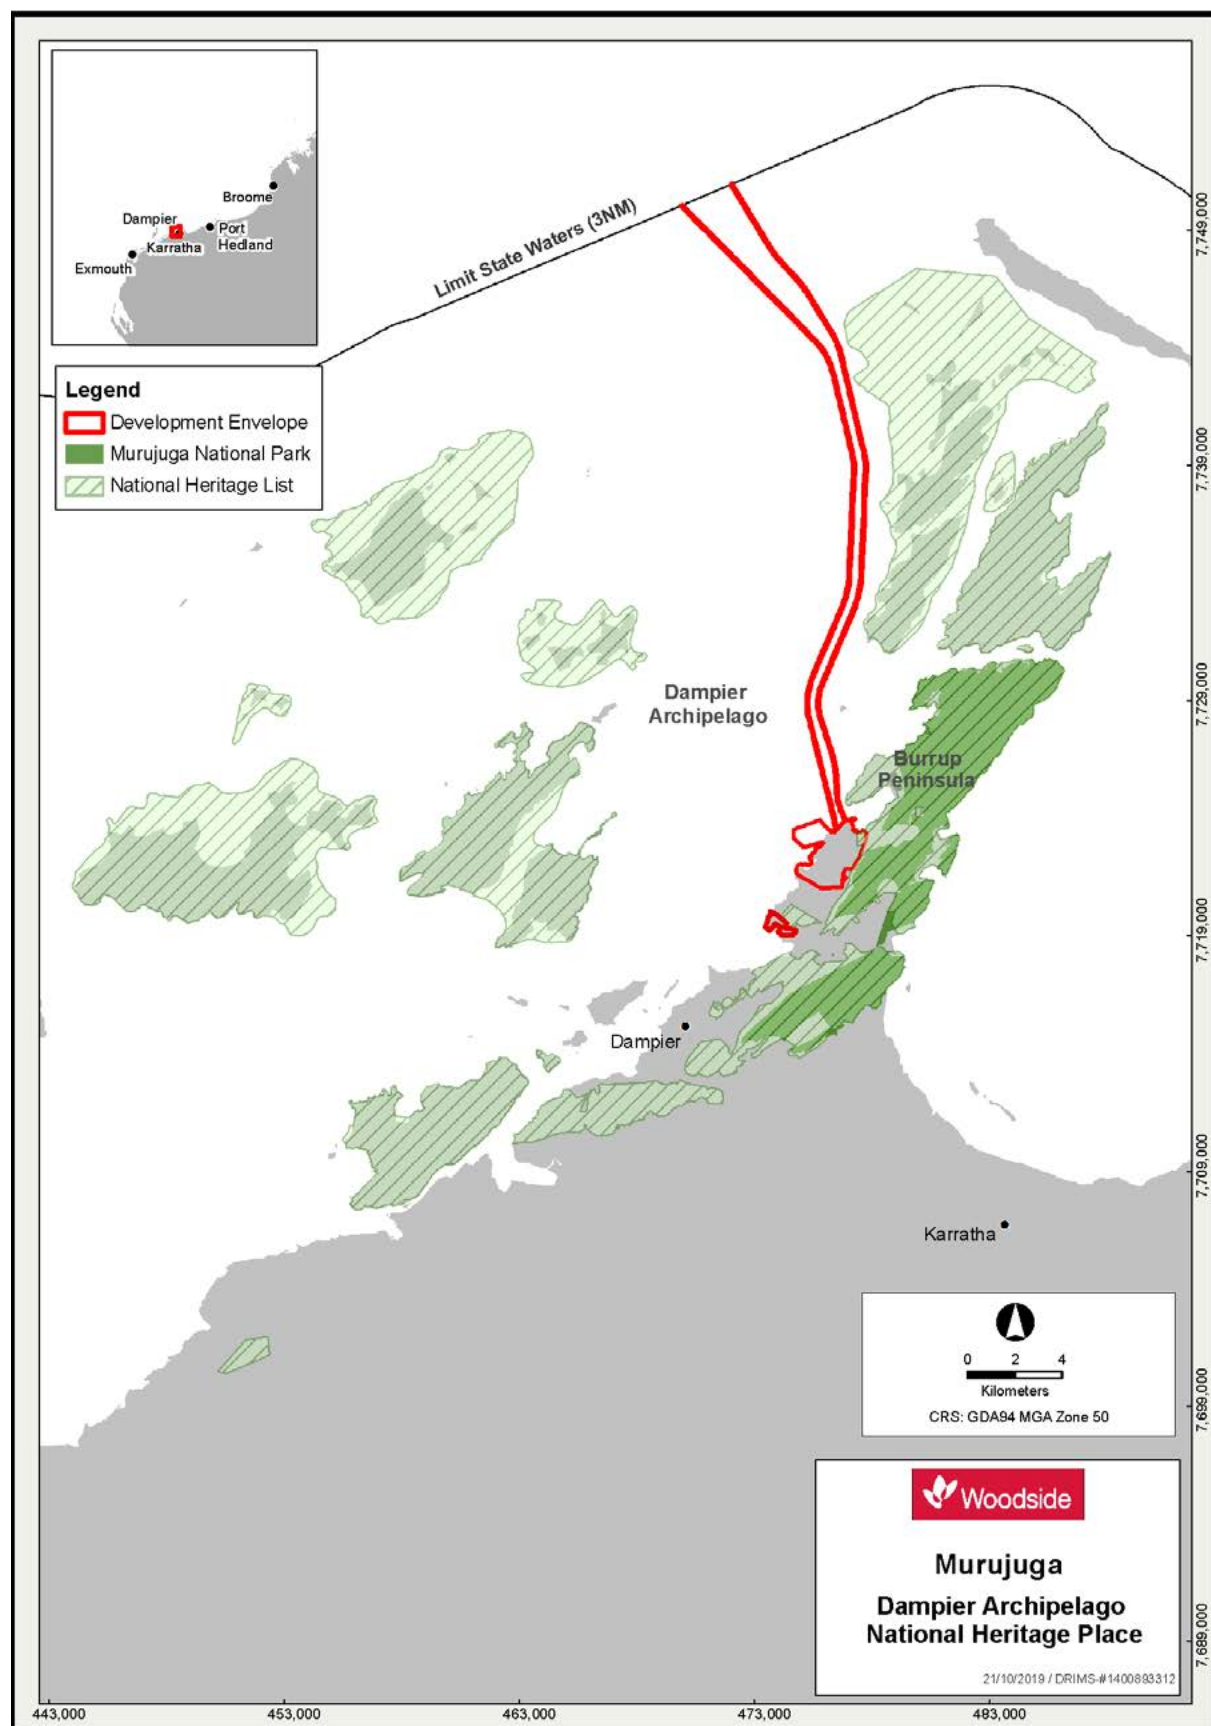 Broome
Dampier
Port
Hedland
Karratha
Exmouth
Limit State Waters (3NM)
Legend
Development Envelope
Murujuga National Park
National Heritage List
7,749,000
7,739,000
7,729,000
7,719,000
7,709,000
7,699,000
7,689,000
Dampier
Archipelago
Burrup
Peninsula
Dampier
Karratha
0 2 4
Kilometers
CRS: GDA94 MGA Zone 50
Woodside
Murujuga
Dampier Archipelago
National Heritage Place
21/10/2019 / DRIMS-#1400893312
443,000 453,000 463,000 473,000 483,000